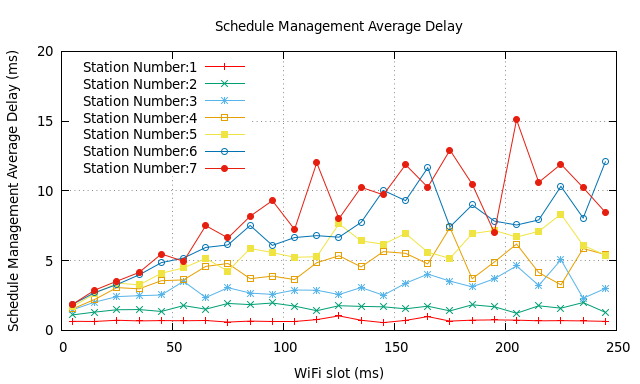 Schedule Management Average Delay
Schedule Management Average Delay (ms)
20
15
10
5
0
Station Number:1
Station Number:2
Station Number:3
Station Number:4
Station Number:5
Station Number:6
Station Number:7
0 50 100 150 200 250
WiFi slot (ms)